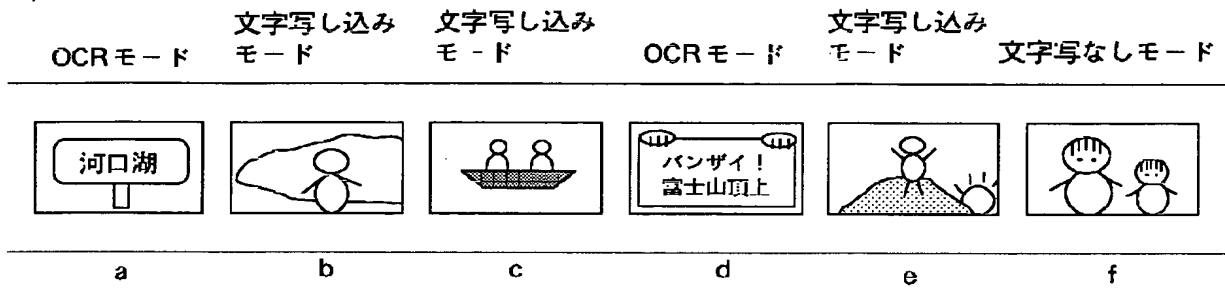 OCRモード
文字写し込み
モード
文字写し込み
モード
OCRモード
文字写し込み
モード
文字写なしモード
河口湖
バンザイ！
富士山頂上
a
b
c
d
e
f